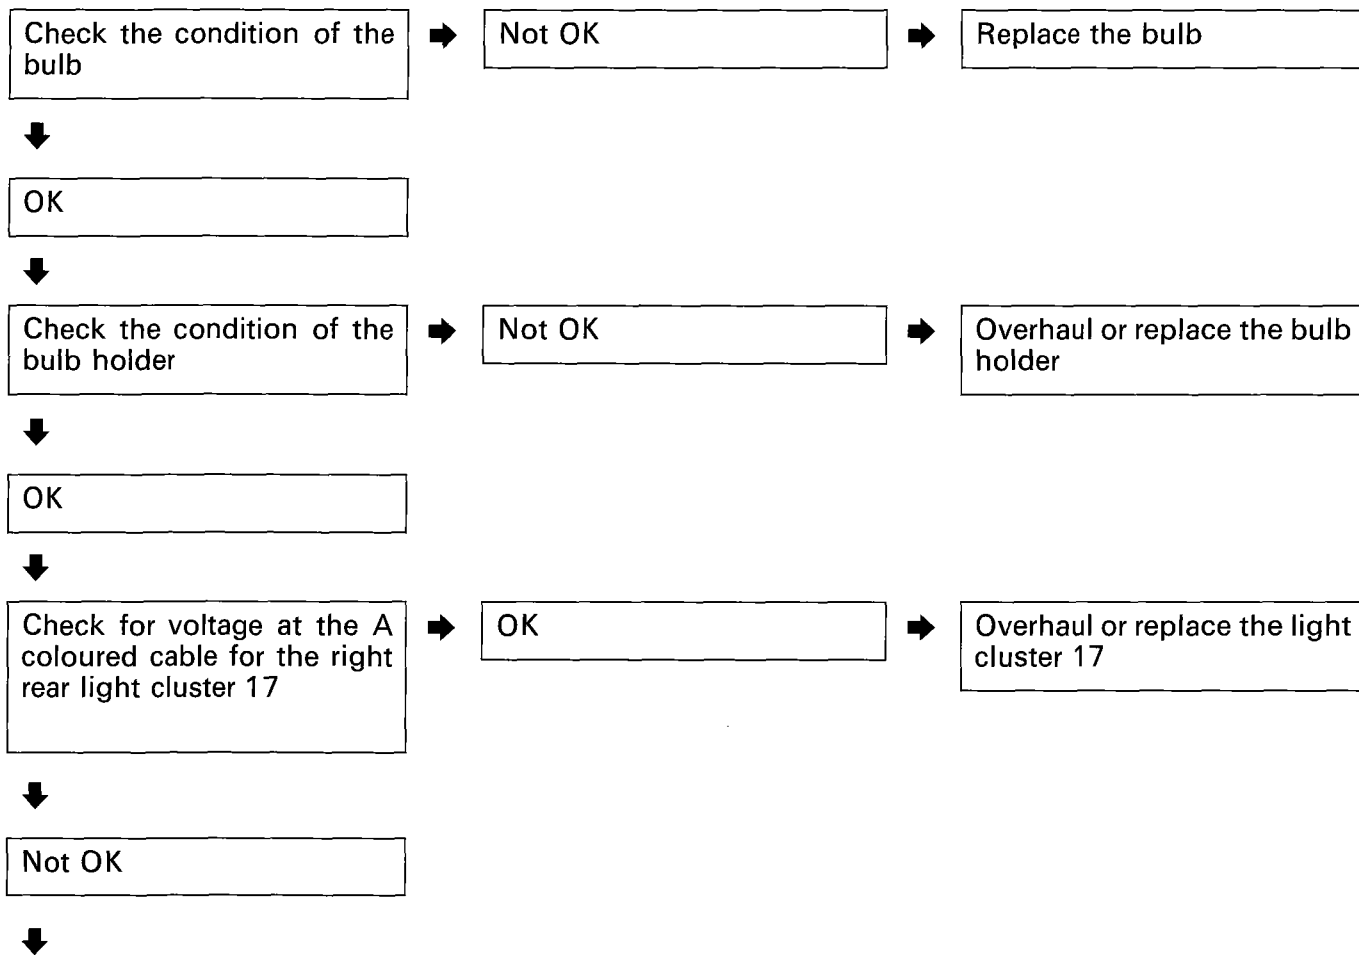 Check the condition of the
bulb
Not OK
Replace the bulb
OK
Check the condition of the
bulb holder
Not OK
Overhaul or replace the bulb
holder
OK
Check for voltage at the A
coloured cable for the right
rear light cluster 17
OK
Overhaul or replace the light
cluster 17
Not OK